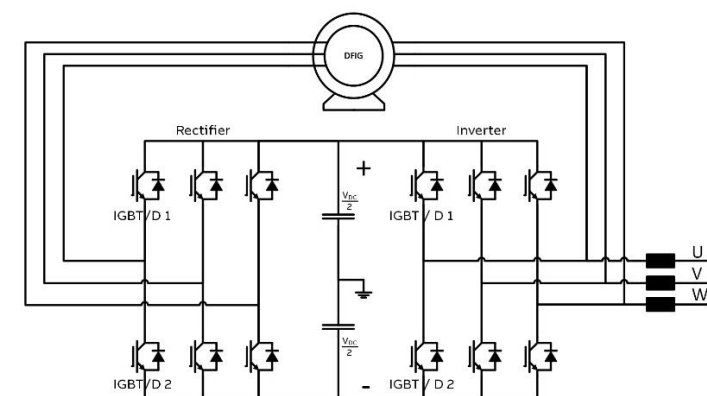 DFIG
Rectifier
Inverter
+
V_DC
2
IGBT/D 1
IGBT / D 1
U
V
W
V_DC
2
IGBT/D 2
-
IGBT / D 2